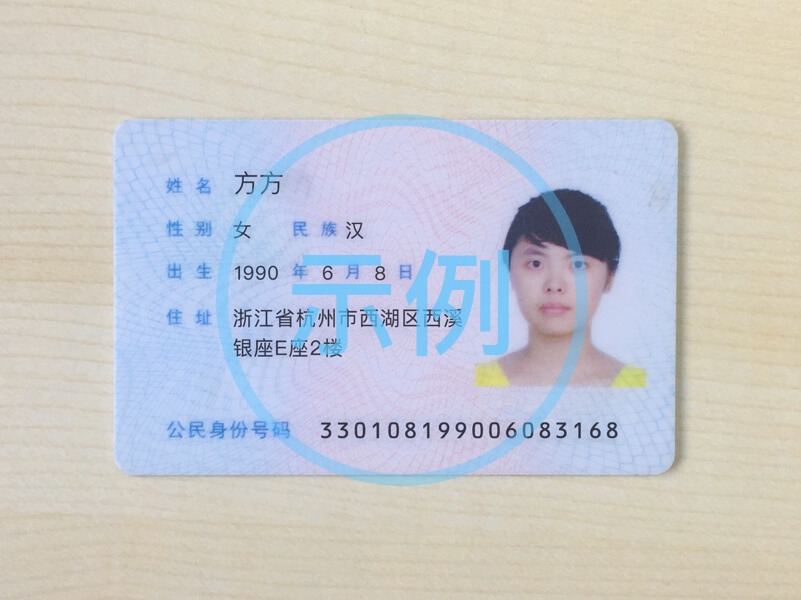 姓名 方方
性别 女 民族 汉
出生 1990 年 6 月 8 日
住址 浙江省杭州市西湖区西溪
银座E座2楼
公民身份号码 330108199006083168
示例